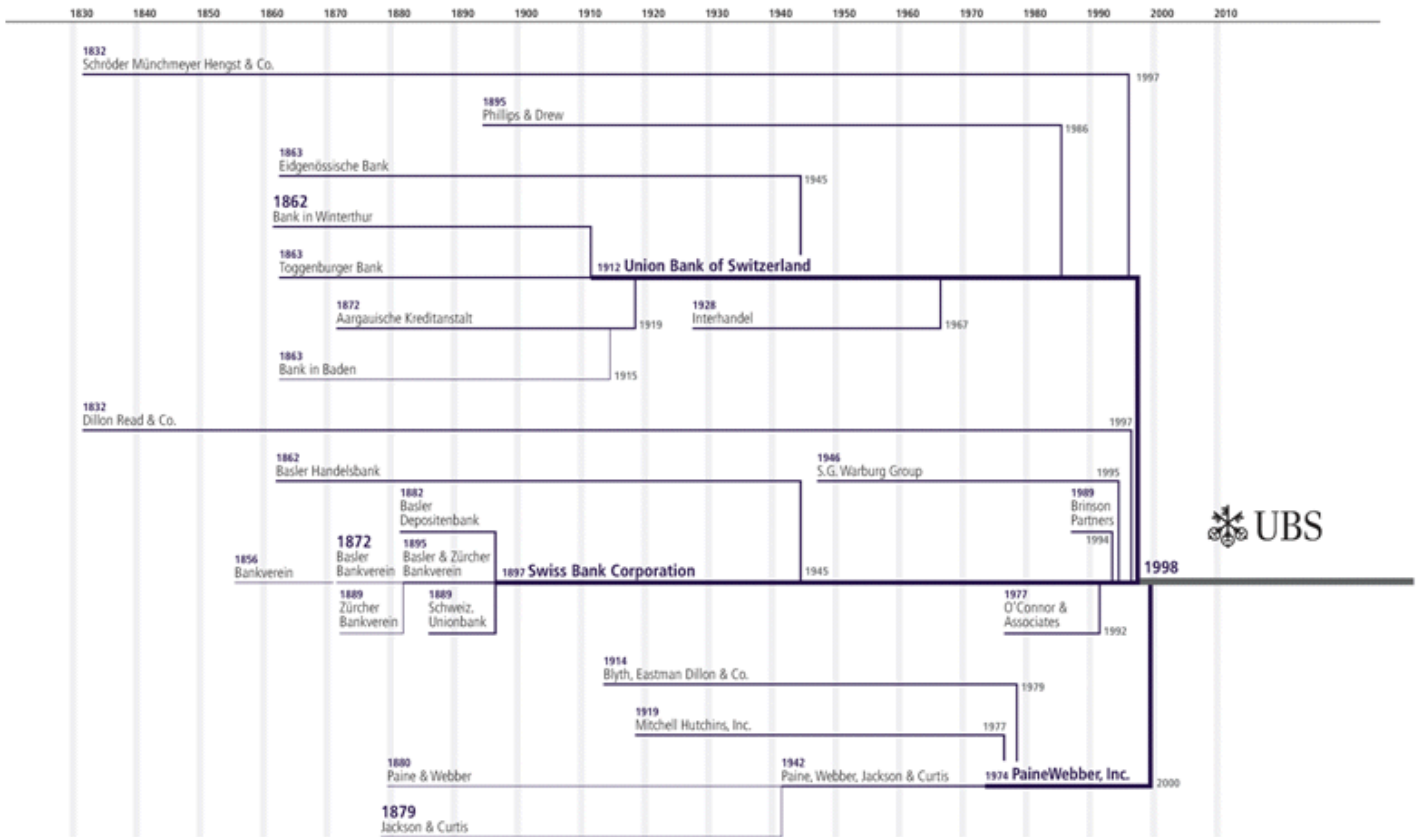 1830 1840 1850 1860 1870 1880 1890 1900 1910 1920 1930 1940 1950 1960 1970 1980 1990 2000 2010
1832
Schröder Münchmeyer Hengst & Co.
1997
1895
Phillips & Drew
1986
1863
Eidgenössische Bank
1945
1862
Bank in Winterthur
1863
Toggenburger Bank
1912 Union Bank of Switzerland
1872
Aargauische Kreditanstalt
1919
1928
Interhandel
1967
1863
Bank in Baden
1915
1832
Dillon Read & Co.
1997
1862
Basler Handelsbank
1946
S.G. Warburg Group
1995
1882
Basler
Depositenbank
1989
Brinson
Partners
1994
UBS
1856
Bankverein
1872
Basler
Bankverein
1895
Basler & Zürcher
Bankverein
1897 Swiss Bank Corporation
1945
1998
1889
Zürcher
Bankverein
1889
Schweiz.
Unionbank
1977
O'Connor &
Associates
1992
1914
Blyth, Eastman Dillon & Co.
1979
1919
Mitchell Hutchins, Inc.
1977
1880
Paine & Webber
1942
Paine, Webber, Jackson & Curtis
1974 PaineWebber, Inc.
2000
1879
Jackson & Curtis